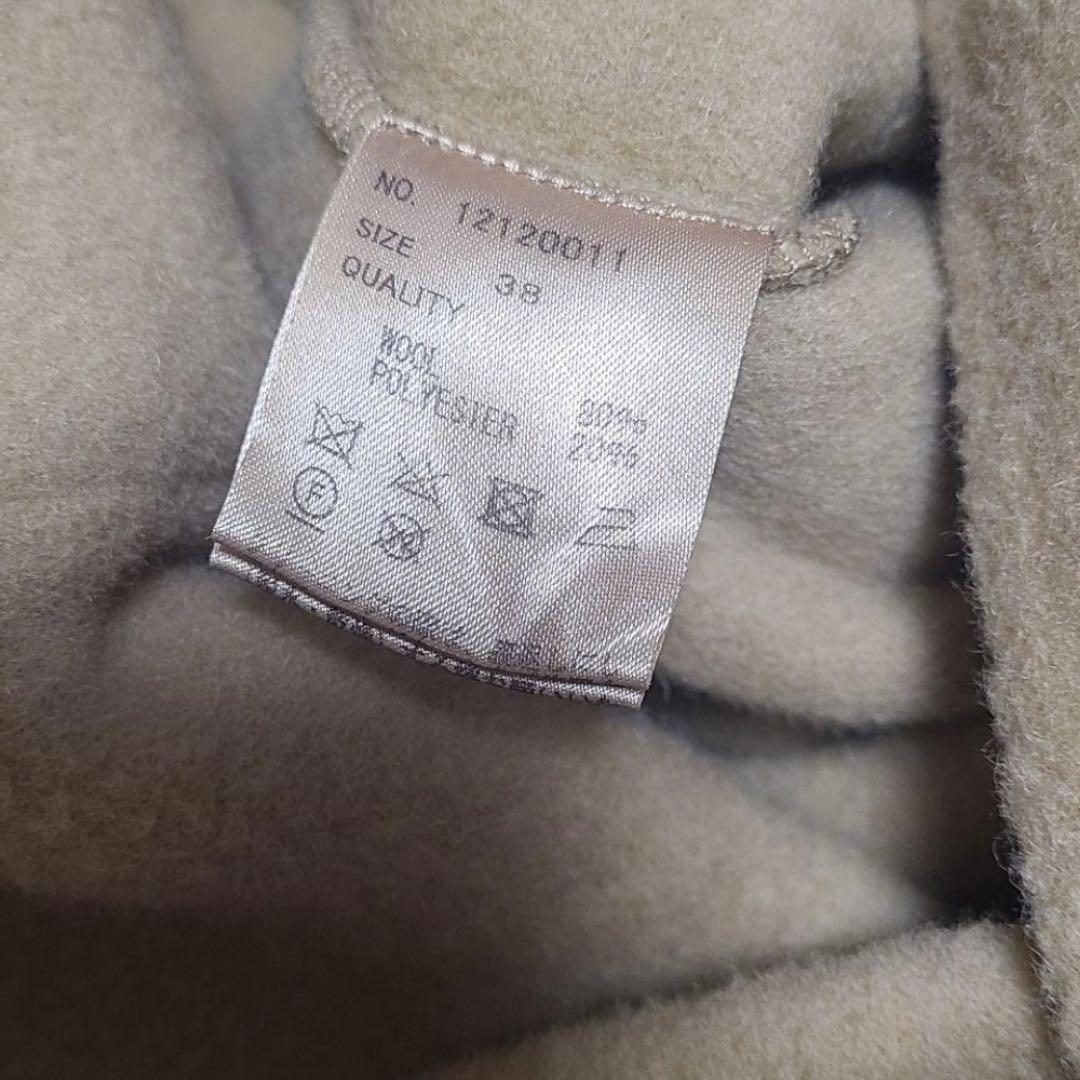 NO. 12120011
SIZE 38
QUALITY
WOOL 80%
POLYESTER 20%
F